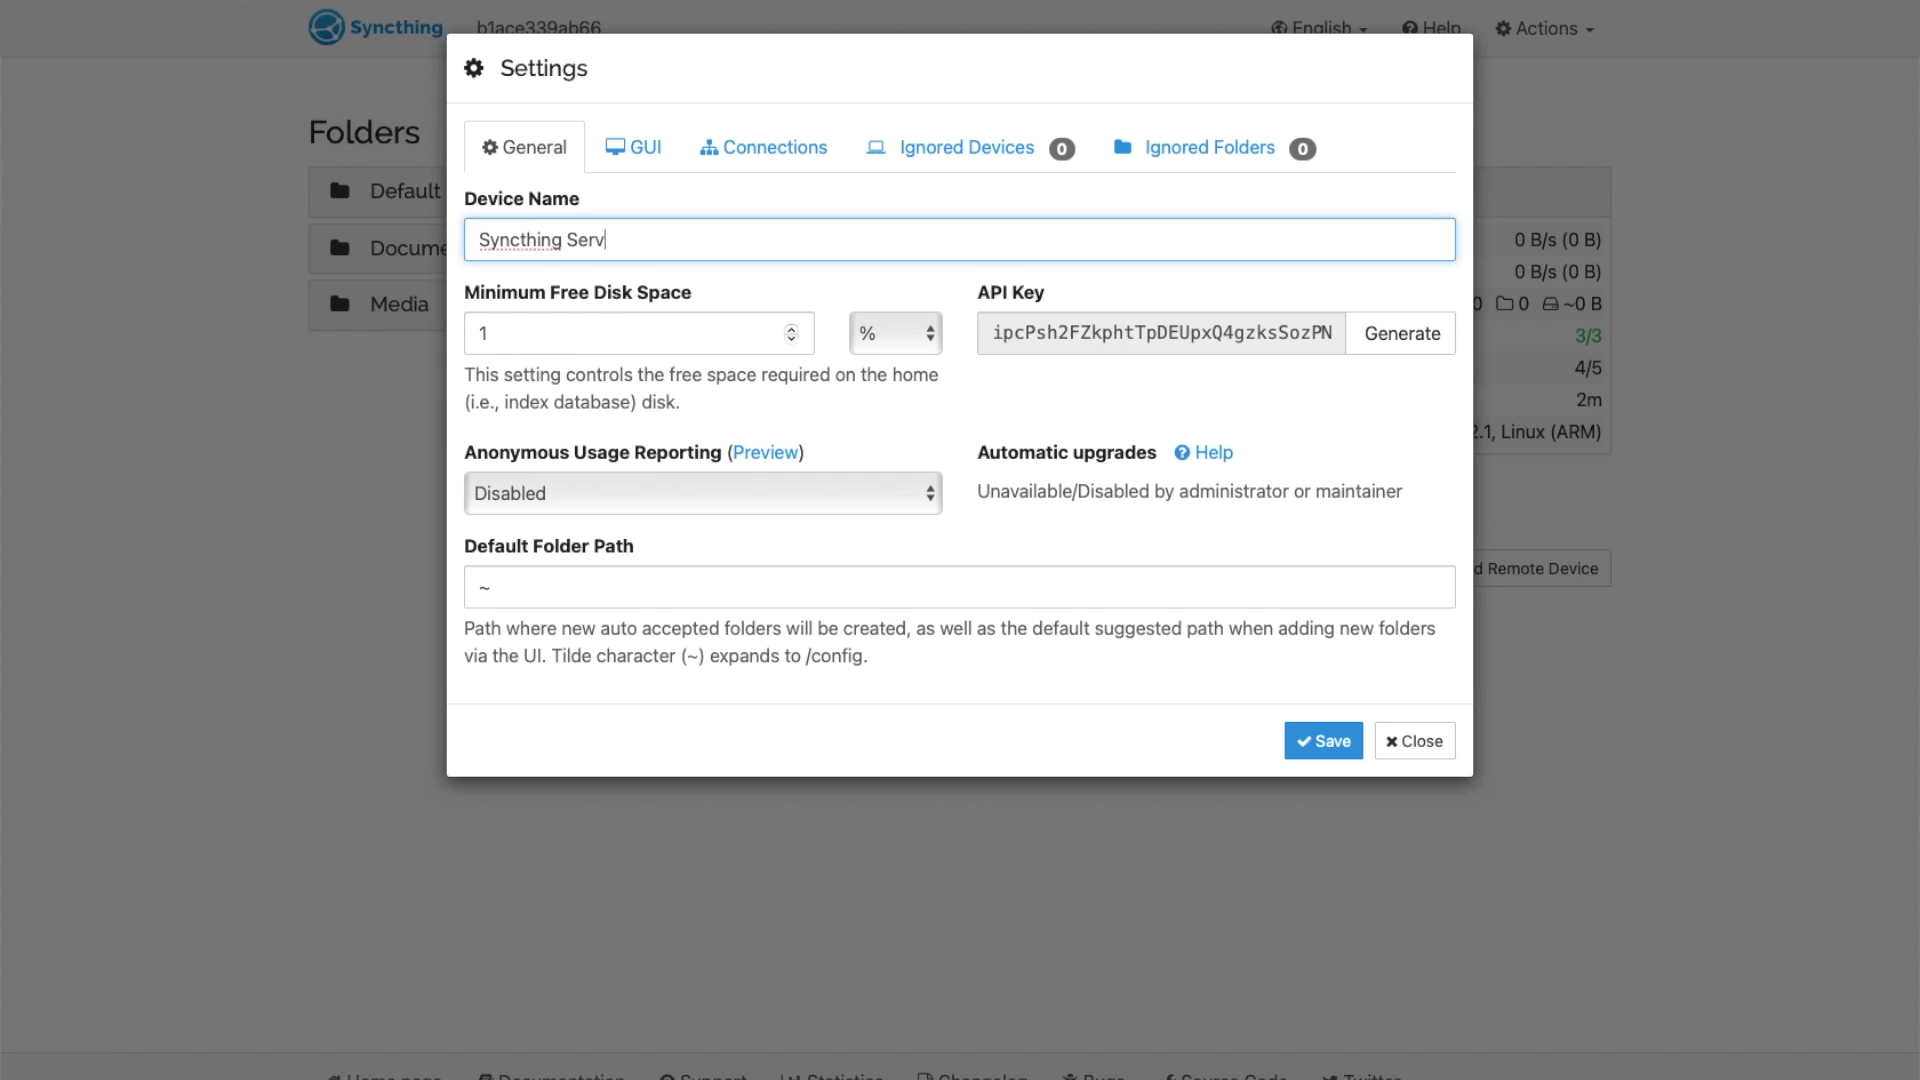 Syncthing b1ace339ab66 English Help Actions
Settings
Folders
General GUI Connections Ignored Devices 0 Ignored Folders 0
Default
Docume
Media
Device Name
Syncthing Serv
Minimum Free Disk Space API Key
1 % ipcPsh2FZkphtTpDEUpxQ4gzksSozPN Generate
This setting controls the free space required on the home
(i.e., index database) disk.
Anonymous Usage Reporting (Preview) Automatic upgrades Help
Disabled Unavailable/Disabled by administrator or maintainer
Default Folder Path
~
Path where new auto accepted folders will be created, as well as the default suggested path when adding new folders
via the UI. Tilde character (~) expands to /config.
Save Close
0 B/s (0 B)
0 B/s (0 B)
0 0 ~0 B
3/3
4/5
2m
2.1, Linux (ARM)
d Remote Device
Home page Documentation Support Statistics Changelog Bugs Source Code Twitter